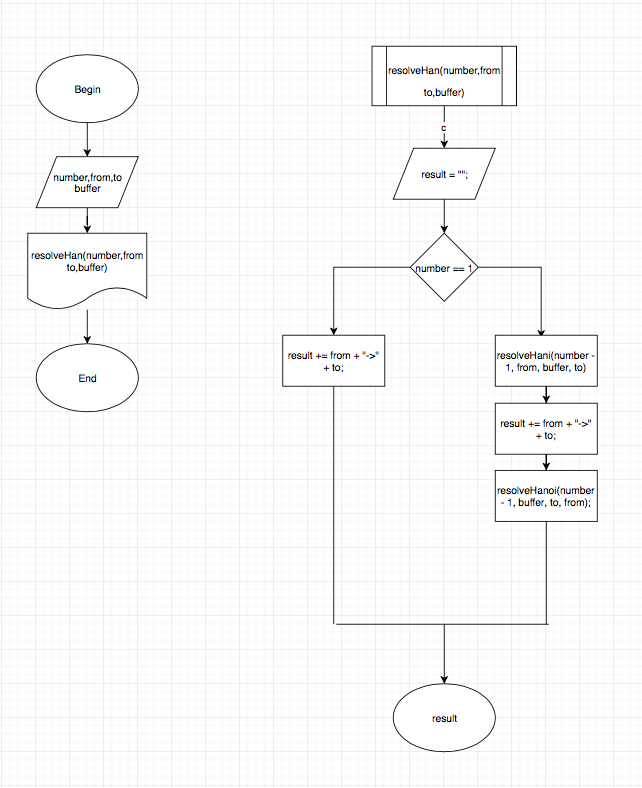 Begin
number,from,to
buffer
resolveHan(number,from
to,buffer)
End
resolveHan(number,from
to,buffer)
c
result = "";
number == 1
result += from + "->"
+ to;
resolveHani(number -
1, from, buffer, to)
result += from + "->"
+ to;
resolveHanoi(number
- 1, buffer, to, from);
result